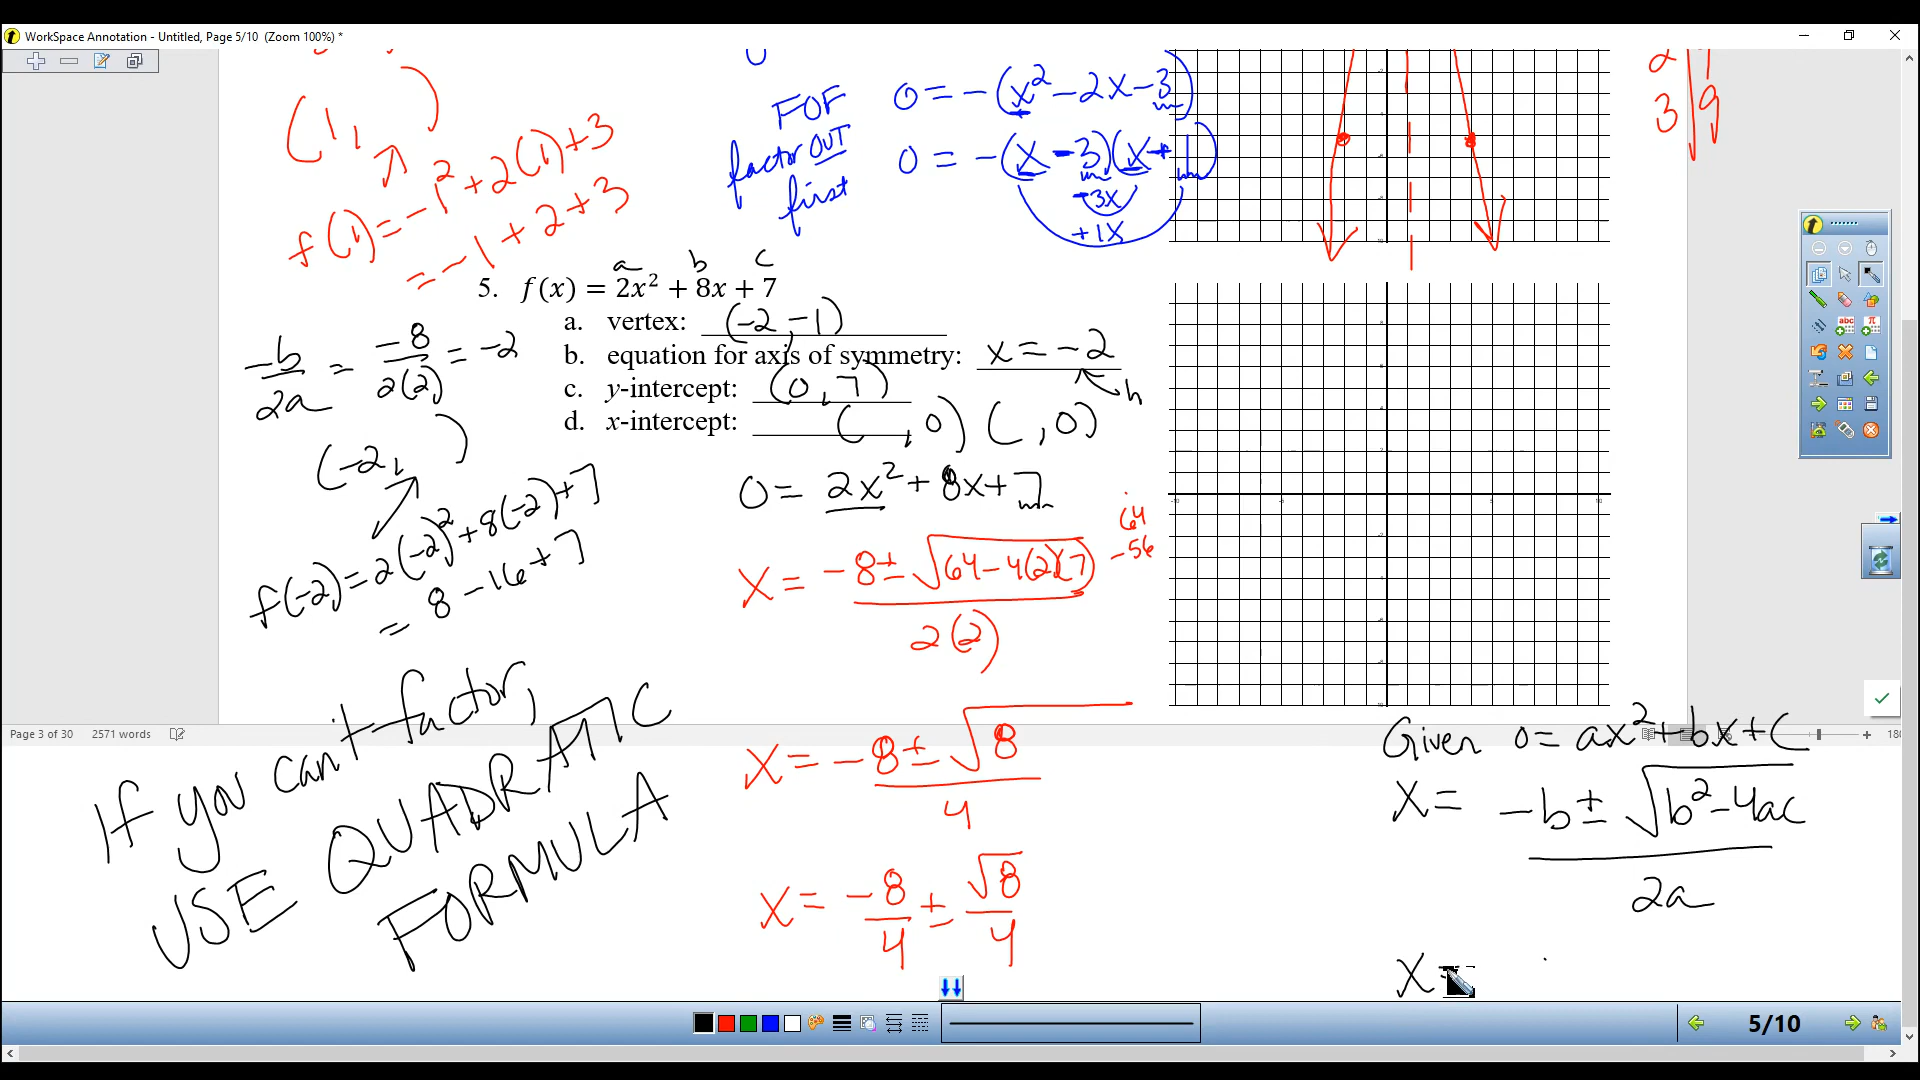 WorkSpace Annotation - Untitled, Page 5/10 (Zoom 100%) *
(1, )
f(1) = -1² + 2(1) + 3
= -1 + 2 + 3
FOF
factor OUT
first
0 = -(x² - 2x - 3)
0 = -(x - 3)(x + 1)
-3x
+1x
2 | 9
3 | 9
a b c
5. f(x) = 2x² + 8x + 7
a. vertex: (-2, -1)
b. equation for axis of symmetry: x = -2
h
c. y-intercept: (0, 7)
d. x-intercept: ( , 0) ( , 0)
-b/2a = -8/2(2) = -2
(-2, )
f(-2) = 2(-2)² + 8(-2) + 7
= 8 - 16 + 7
0 = 2x² + 8x + 7
x = -8 ± √64 - 4(2)(7)
2(2)
64
-56
x = -8 ± √8
4
x = -8/4 ± √8/4
If you can't factor,
USE QUADRATIC
FORMULA
Given 0 = ax² + bx + c
x = -b ± √b² - 4ac
2a
x =
Page 3 of 30 2571 words
180
5/10